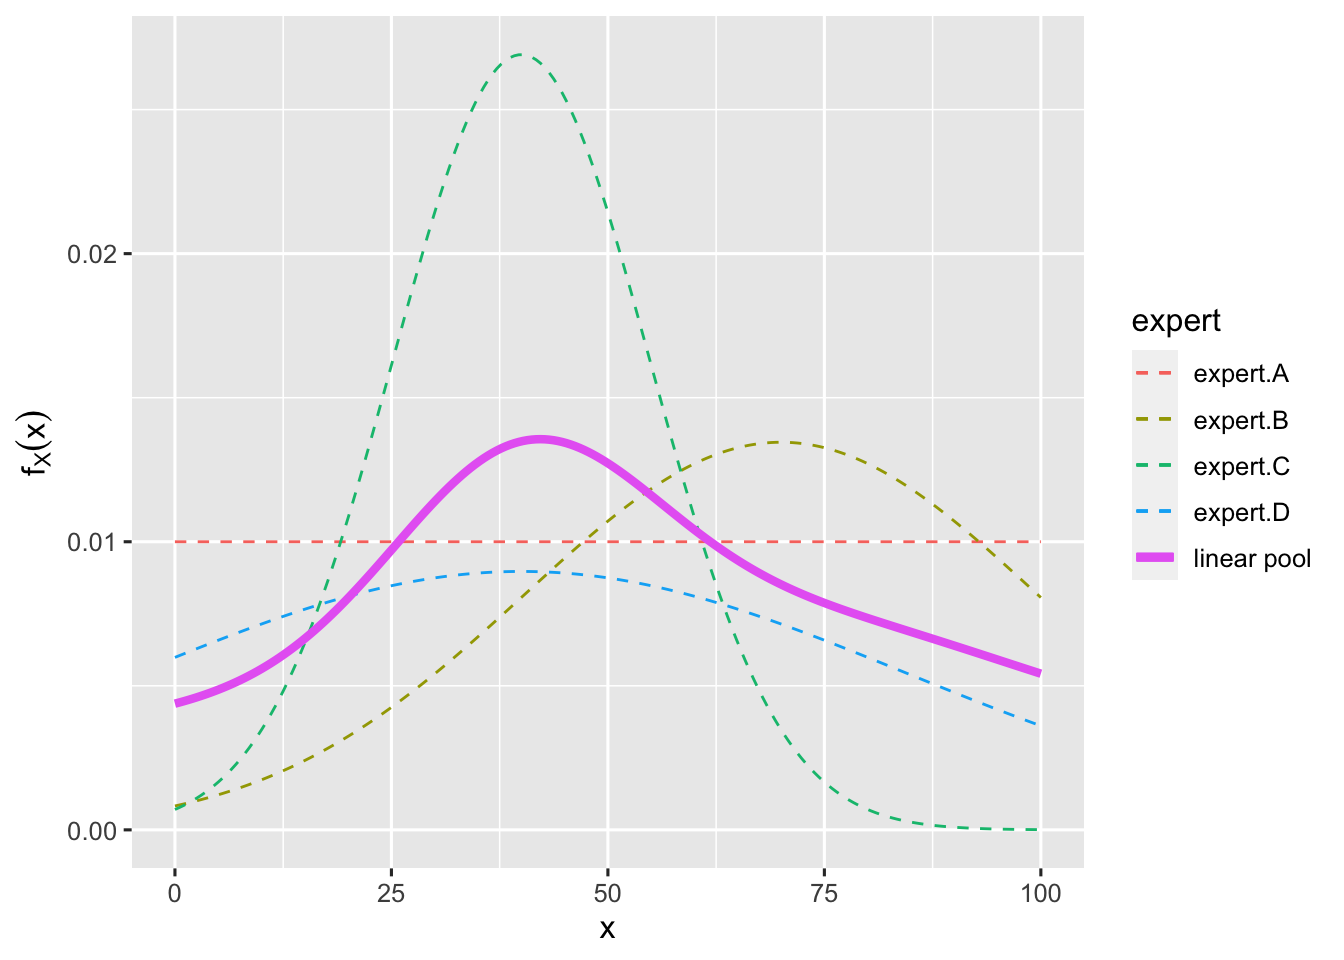 0.02
0.01
0.00
fX(x)
0 25 50 75 100
x
expert
expert.A
expert.B
expert.C
expert.D
linear pool